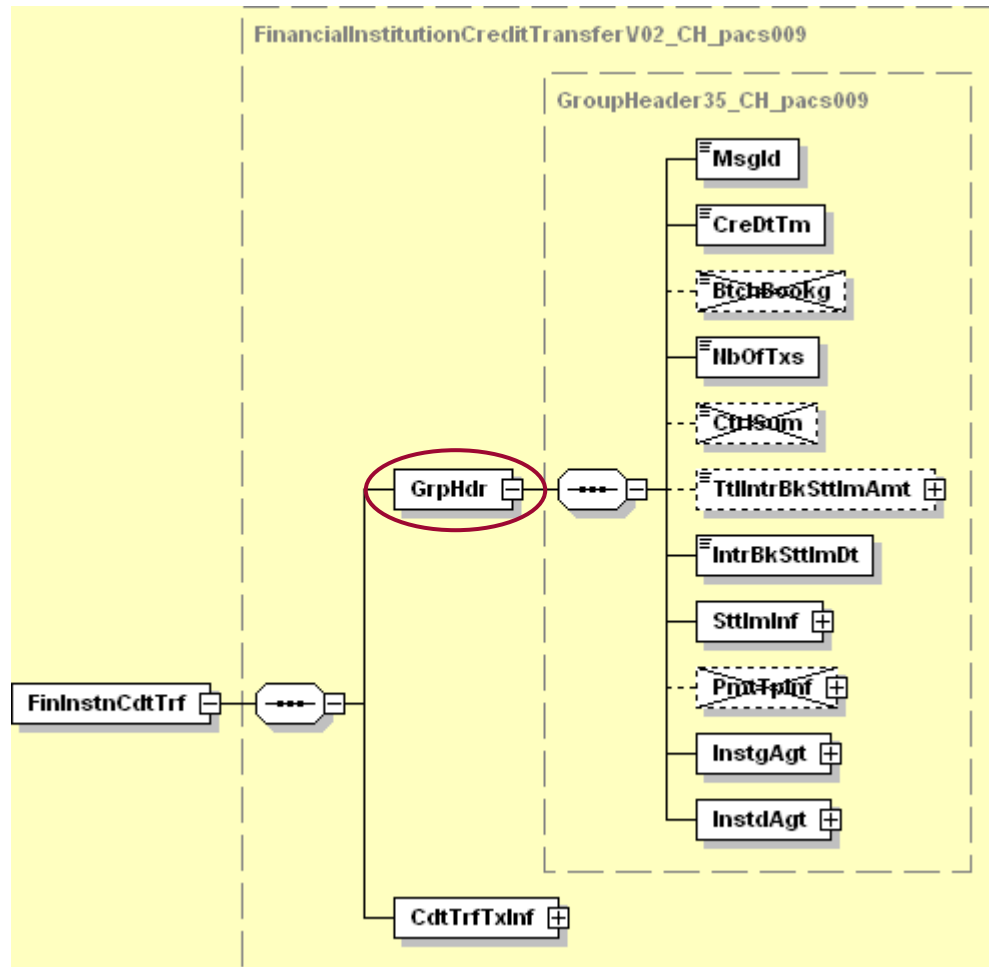 FinancialInstitutionCreditTransferV02_CH_pacs009
GroupHeader35_CH_pacs009
MsgId
CreDtTm
BtchBookg
NbOfTxs
CtrlSum
GrpHdr
TtlIntrBkSttlmAmt
IntrBkSttlmDt
SttlmInf
FinInstnCdtTrf
PmtTpInf
InstgAgt
InstdAgt
CdtTrfTxInf